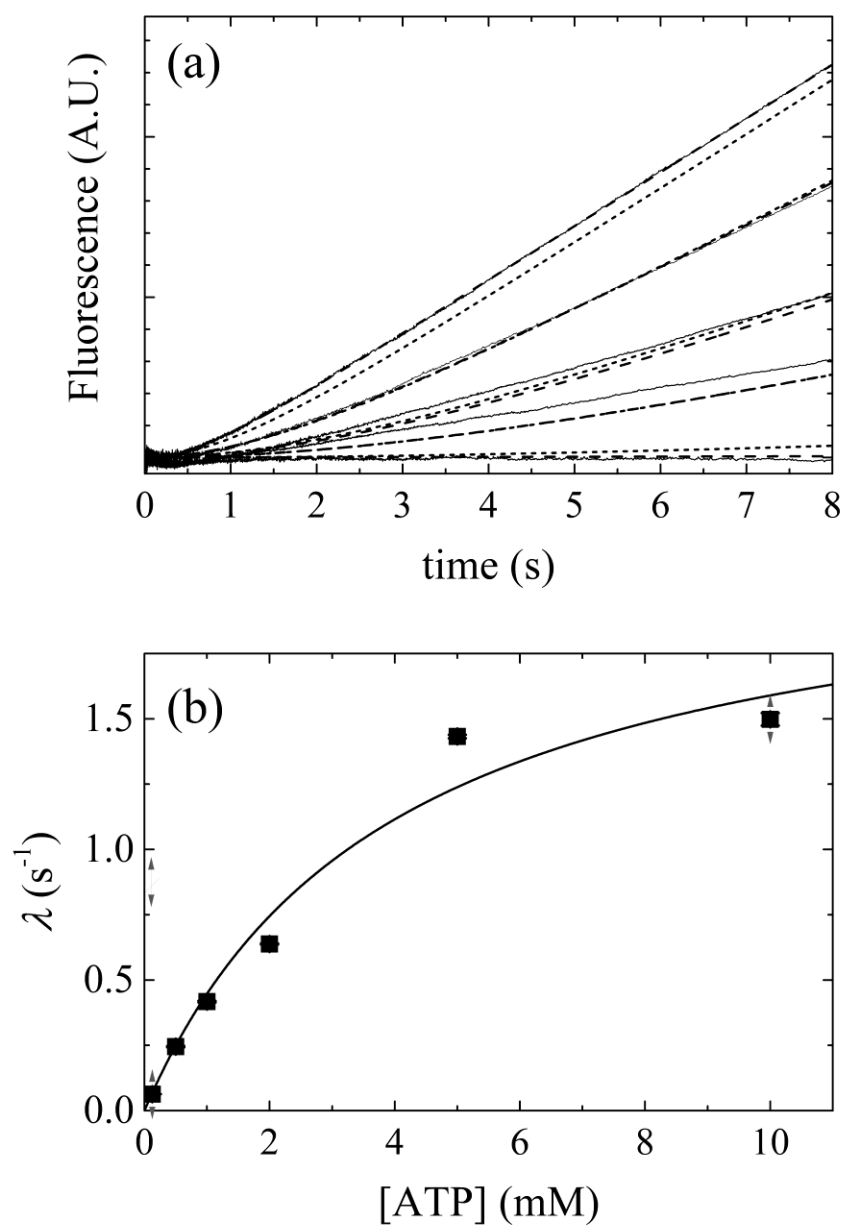 (a)
Fluorescence (A.U.)
0 1 2 3 4 5 6 7 8
time (s)
(b)
1.5
1.0
0.5
0.0
λ (s⁻¹)
0 2 4 6 8 10
[ATP] (mM)